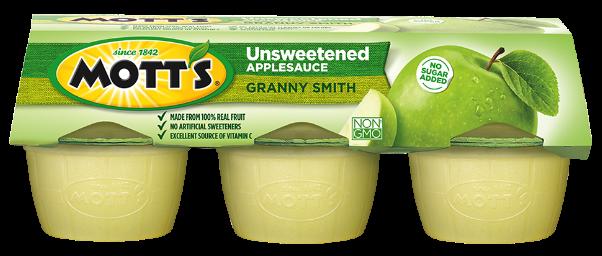 since 1842
MOTT'S®
Unsweetened
APPLESAUCE
GRANNY SMITH
✓ MADE FROM 100% REAL FRUIT
✓ NO ARTIFICIAL SWEETENERS
✓ EXCELLENT SOURCE OF VITAMIN C
NO
SUGAR
ADDED
NON
GMO